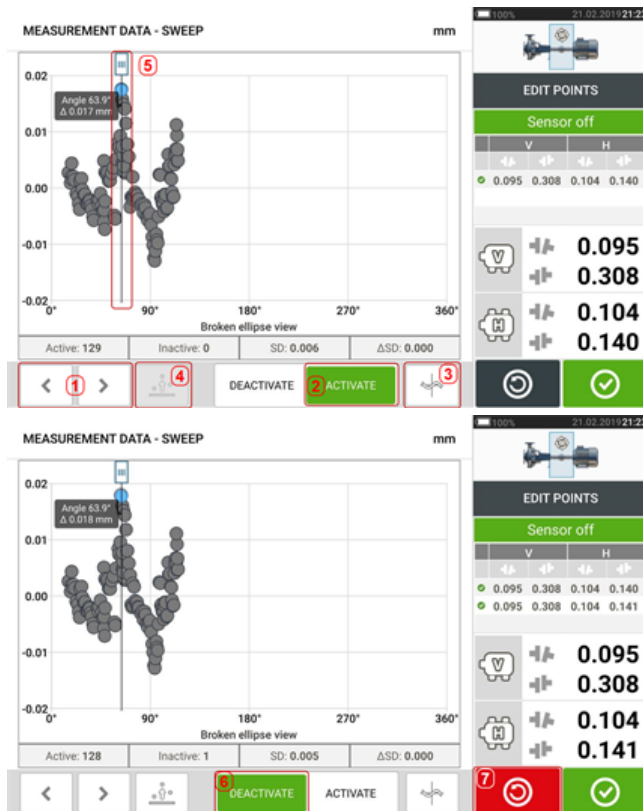 MEASUREMENT DATA - SWEEP mm
100% 21.02.2019 21:22
5
0.02
Angle 63.9°
Δ 0.017 mm
0.01
0.00
-0.01
-0.02
0° 90° 180° 270° 360°
Broken ellipse view
Active: 129 Inactive: 0 SD: 0.006 ΔSD: 0.000
1 4 DEACTIVATE 2 ACTIVATE 3
EDIT POINTS
Sensor off
V H
0.095 0.308 0.104 0.140
V 0.095
0.308
H 0.104
0.140
MEASUREMENT DATA - SWEEP mm
100% 21.02.2019
0.02
Angle 63.9°
Δ 0.018 mm
0.01
0.00
-0.01
-0.02
0° 90° 180° 270° 360°
Broken ellipse view
Active: 128 Inactive: 1 SD: 0.005 ΔSD: 0.000
6 DEACTIVATE ACTIVATE
EDIT POINTS
Sensor off
V H
0.095 0.308 0.104 0.140
0.095 0.308 0.104 0.141
V 0.095
0.308
H 0.104
0.141
7